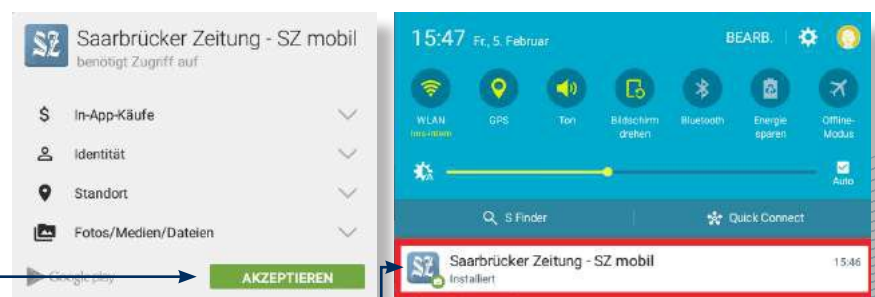 SZ Saarbrücker Zeitung - SZ mobil
benötigt Zugriff auf
$ In-App-Käufe
Identität
Standort
Fotos/Medien/Dateien
Google play
AKZEPTIEREN
15:47 Fr., 5. Februar BEARB.
WLAN GPS Ton Bildschirm drehen Bluetooth Energie sparen Offline-Modus
Auto
S Finder Quick Connect
SZ Saarbrücker Zeitung - SZ mobil 15:46
Installiert